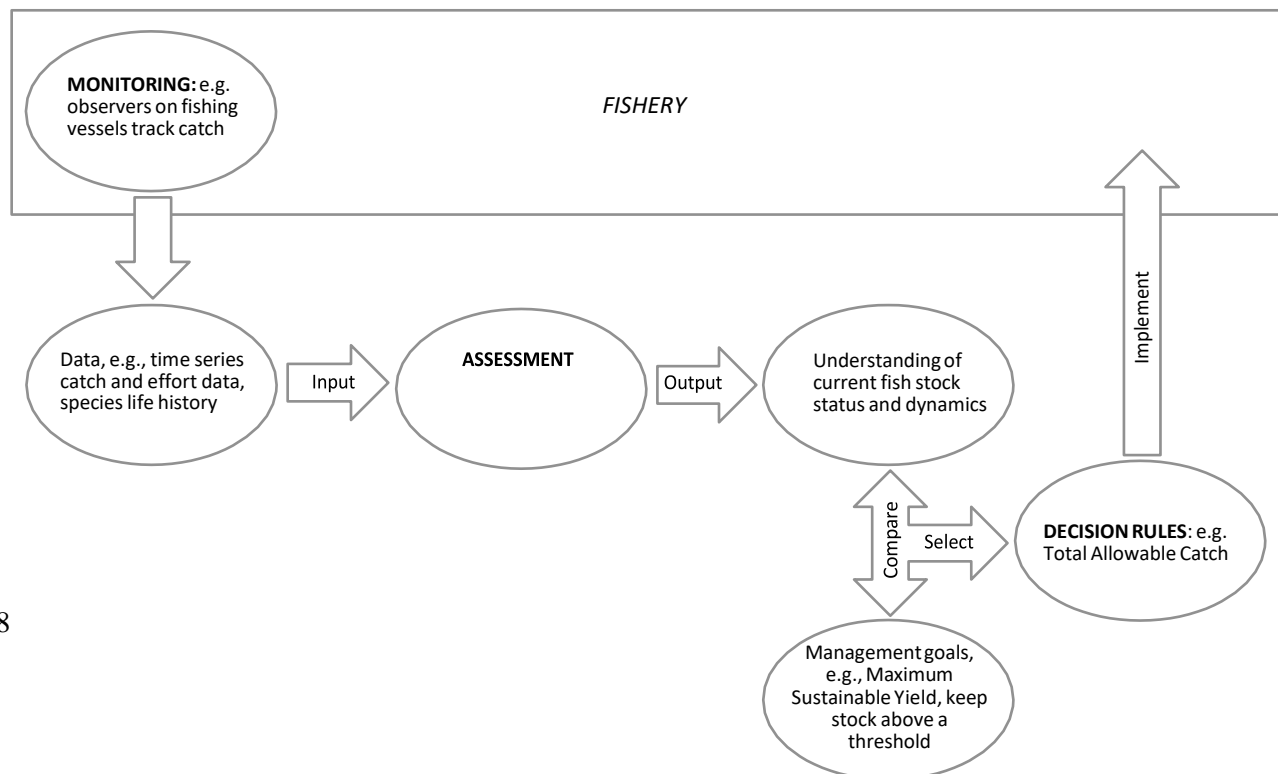 MONITORING: e.g.
observers on fishing
vessels track catch
FISHERY
Data, e.g., time series
catch and effort data,
species life history
Input
ASSESSMENT
Output
Understanding of
current fish stock
status and dynamics
Implement
Compare
Select
DECISION RULES: e.g.
Total Allowable Catch
8
Management goals,
e.g., Maximum
Sustainable Yield, keep
stock above a
threshold